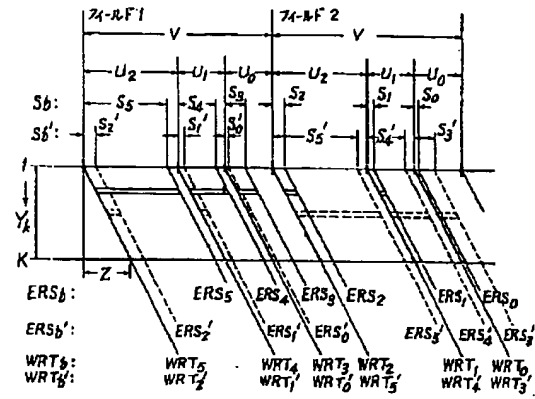 フィールド1 フィールド2
V V
U₂ U₁ U₀ U₂ U₁ U₀
S₃ S₂ S₁ S₀
Sb: S₅ S₄
Sb': S₂' S₁' S₀' S₅' S₄' S₃'
1
Yₖ
K
Z
ERSb: ERS₅ ERS₄ ERS₃ ERS₂ ERS₁ ERS₀
ERSb': ERS₂' ERS₁' ERS₀' ERS₅' ERS₄' ERS₃'
WRTb: WRT₅ WRT₄ WRT₃ WRT₂ WRT₁ WRT₀
WRTb': WRT₂' WRT₁' WRT₀' WRT₅' WRT₄' WRT₃'